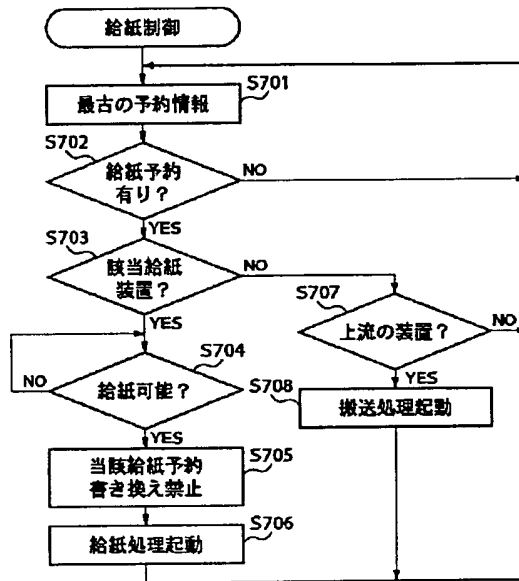 給紙制御
S701
最古の予約情報
S702
給紙予約
有り?
NO
YES
S703
該当給紙
装置?
NO
YES
S707
上流の装置?
NO
YES
S704
給紙可能?
NO
YES
S708
搬送処理起動
S705
当該給紙予約
書き換え禁止
S706
給紙処理起動